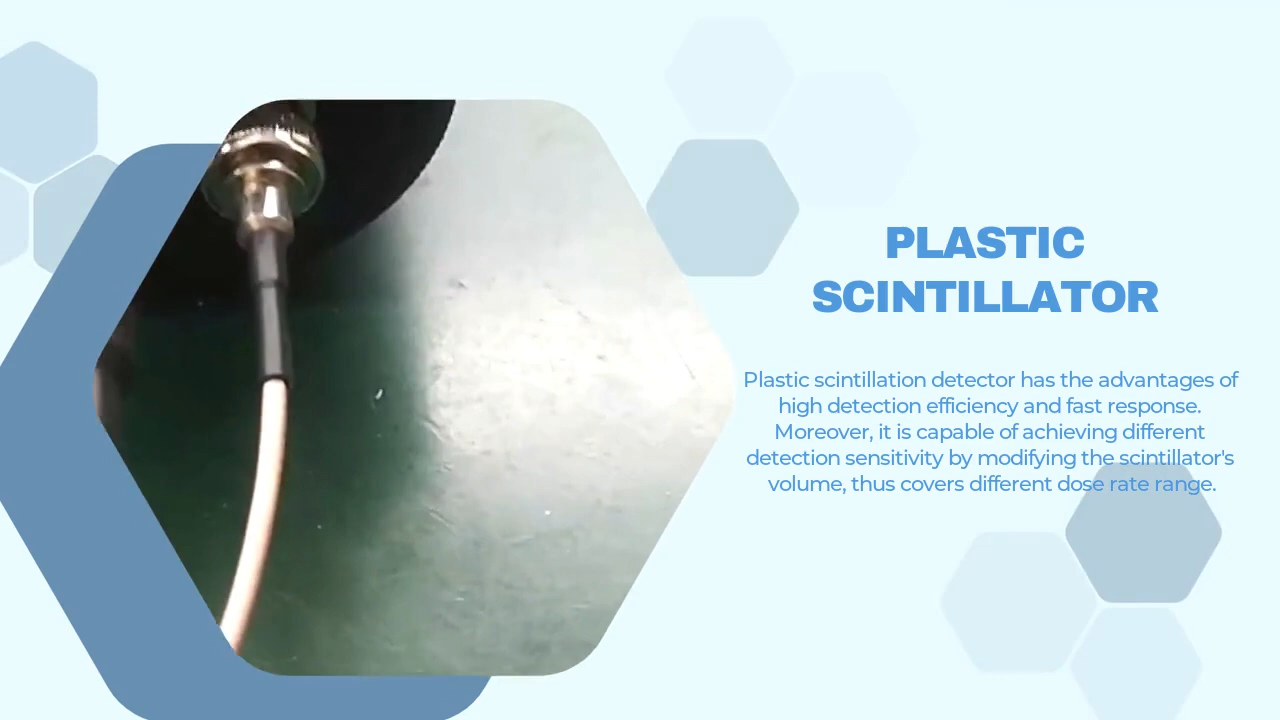 PLASTIC
SCINTILLATOR
Plastic scintillation detector has the advantages of
high detection efficiency and fast response.
Moreover, it is capable of achieving different
detection sensitivity by modifying the scintillator's
volume, thus covers different dose rate range.